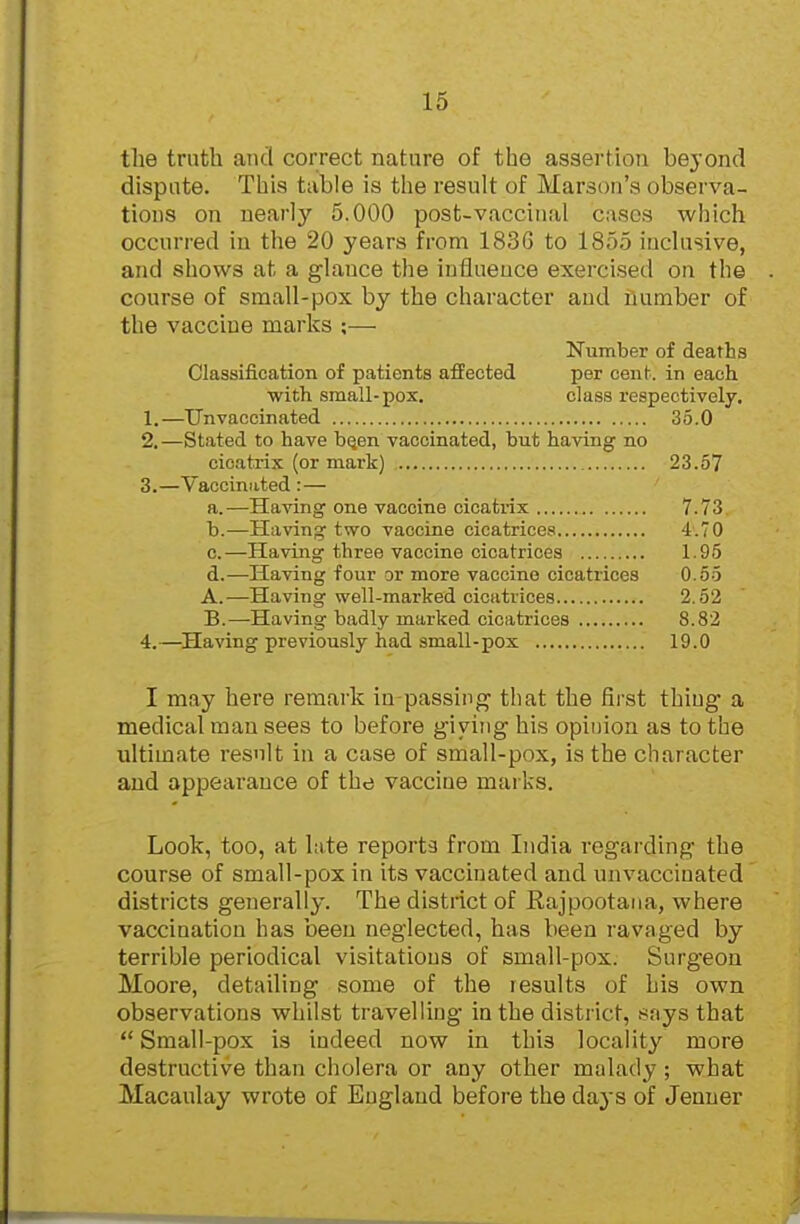 15
the truth and correct nature of the assertion beyond
dispute. This table is the result of Marson's observa-
tions on nearly 5.000 post-vaccinal cases which
occurred in the 20 years from 1836 to 1855 inclusive,
and shows at a glance the influence exercised on the
course of small-pox by the character and number of
the vaccine marks ;—
Number of deaths
Classification of patients affected per cent. in each
with small-pox. class respectively.
1.—Unvaccinated ........ 35.0
2.—Stated to have been vaccinated, but having no
cicatrix (or mark) ........ 23.57
3.—Vaccinated :—
a.—Having one vaccine cicatrix ........ 7.73
b.—Having two vaccine cicatrices........ 4.70
c.—Having three vaccine cicatrices ........ 1.95
d.—Having four or more vaccine cicatrices 0.55
A.—Having well-marked cicatrices........ 2.52
B.—Having badly marked cicatrices ........ 8.82
4.—Having previously had small-pox ........ 19.0
I may here remark in passing that the first thing a
medical man sees to before giving his opinion as to the
ultimate result in a case of small-pox, is the character
and appearance of the vaccine marks.
Look, too, at late reports from India regarding the
course of small-pox in its vaccinated and unvaccinated
districts generally. The district of Rajpootana, where
vaccination has been neglected, has been ravaged by
terrible periodical visitations of small-pox. Surgeon
Moore, detailing some of the results of his own
observations whilst travelling in the district, says that
“ Small-pox is indeed now in this locality more
destructive than cholera or any other malady ; what
Macaulay wrote of England before the days of Jenner